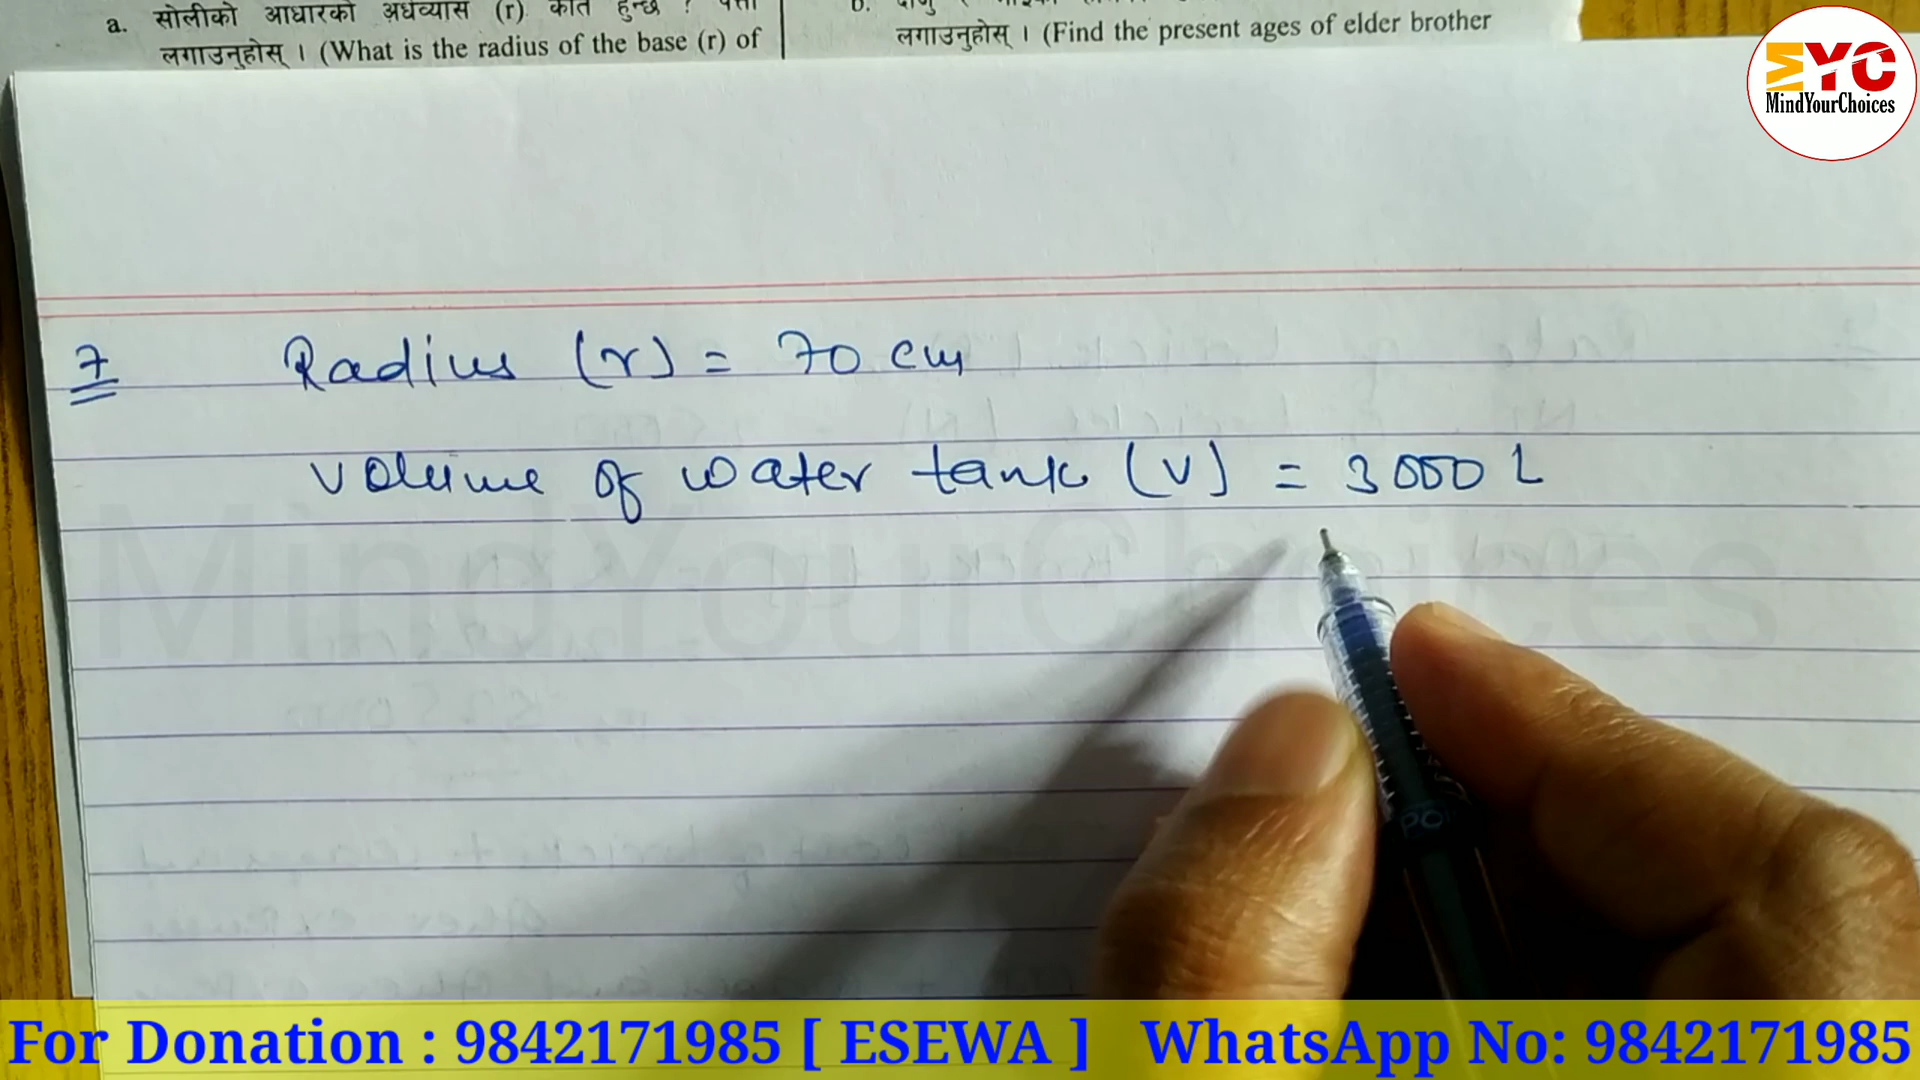 a. सोलीको आधारको अर्धव्यास (r) कति हुन्छ ?
लगाउनुहोस् । (What is the radius of the base (r) of
b.
लगाउनुहोस् । (Find the present ages of elder brother
MYC
MindYourChoices
7 Radius (r) = 70 cm
volume of water tank (v) = 3000 L
MindYourChoices
For Donation : 9842171985 [ ESEWA ] WhatsApp No: 9842171985